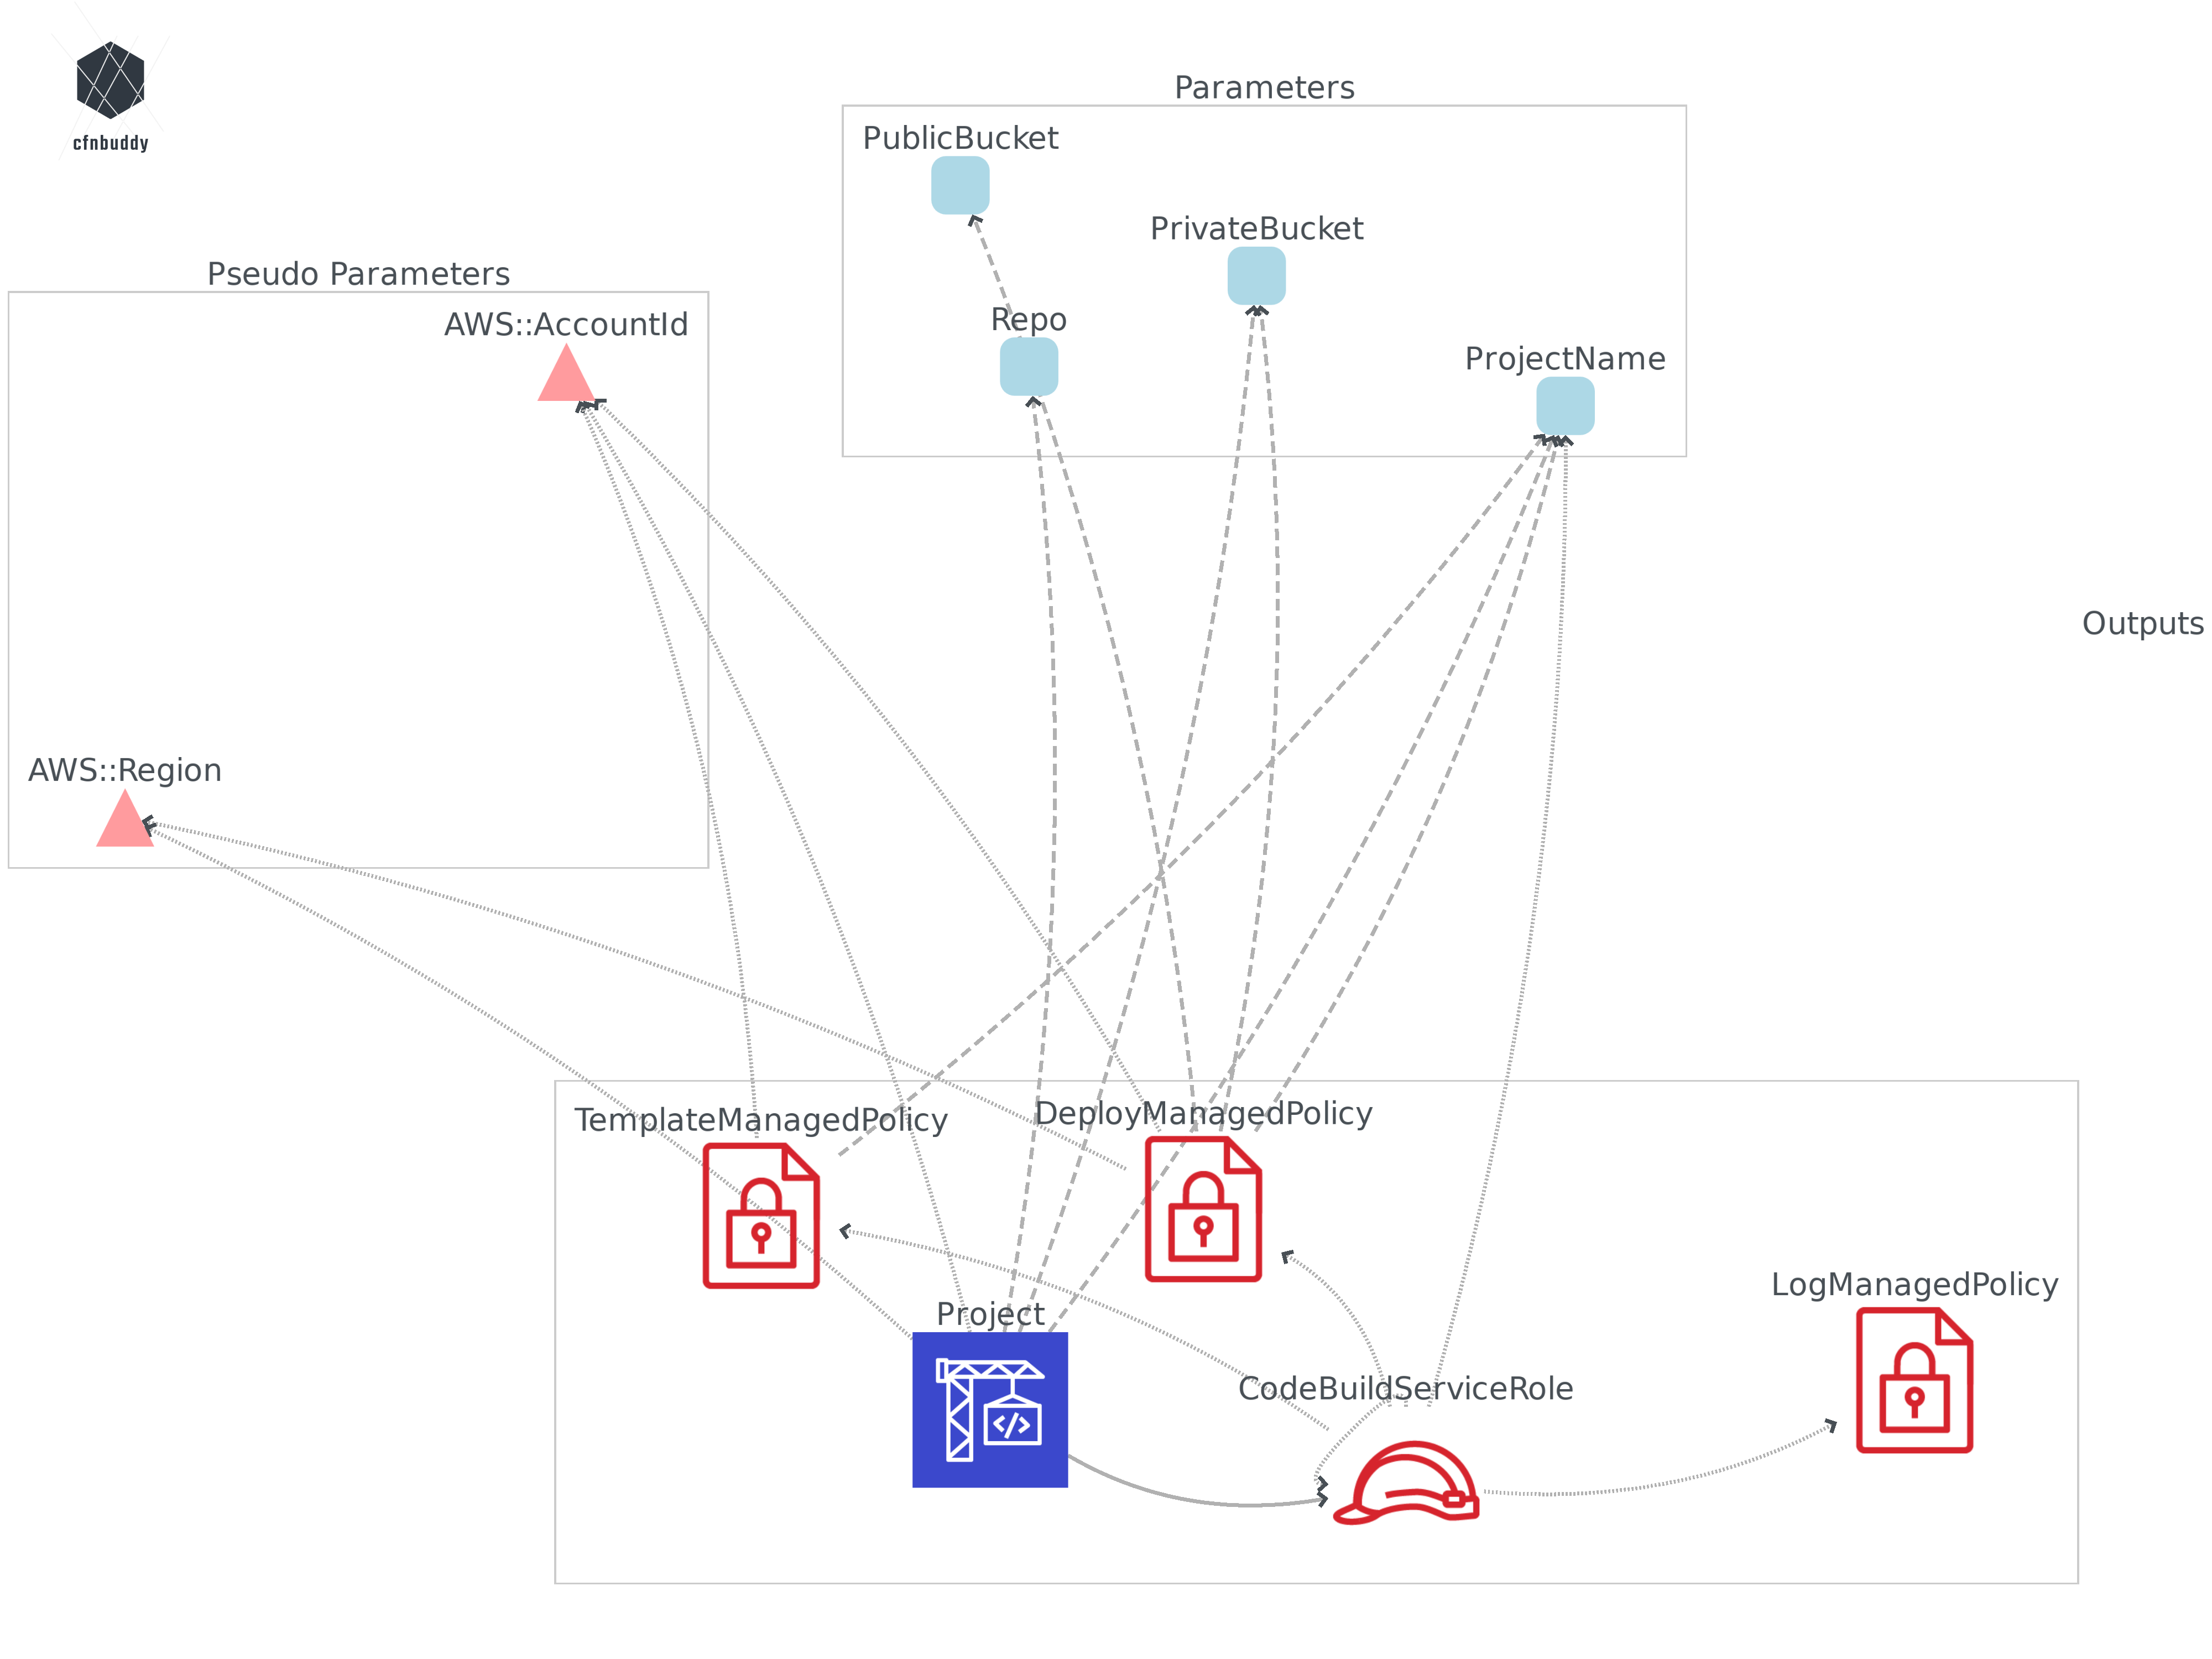 cfnbuddy
Parameters
PublicBucket
PrivateBucket
Repo
ProjectName
Pseudo Parameters
AWS::AccountId
AWS::Region
Outputs
TemplateManagedPolicy
DeployManagedPolicy
LogManagedPolicy
Project
</>
CodeBuildServiceRole